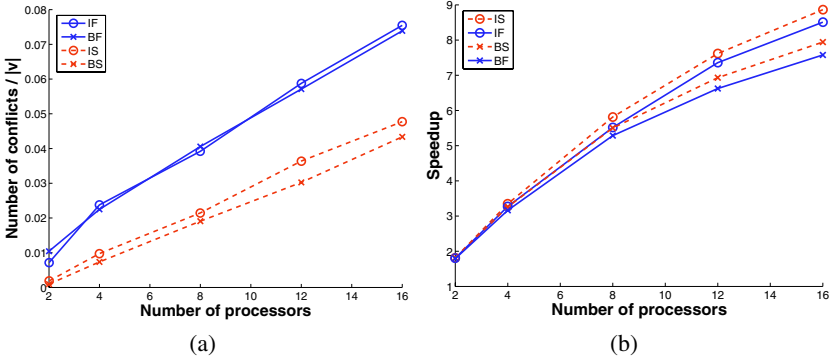 0.08
0.07
0.06
0.05
0.04
0.03
0.02
0.01
0
Number of conflicts / |v|
IF
BF
IS
BS
2
4
6
8
10
12
14
16
Number of processors
(a)
9
8
7
6
5
4
3
2
1
Speedup
IS
IF
BS
BF
2
4
6
8
10
12
14
16
Number of processors
(b)